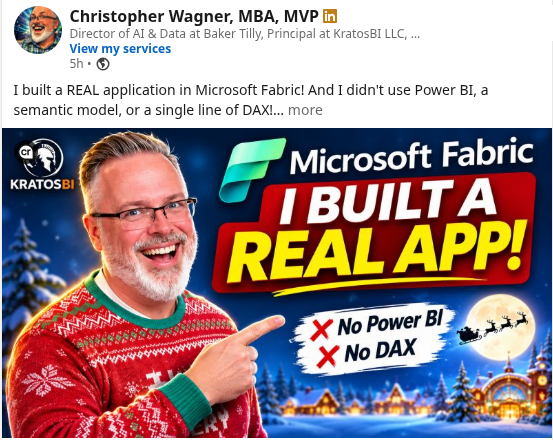 Christopher Wagner, MBA, MVP in
Director of AI & Data at Baker Tilly, Principal at KratosBI LLC, ...
View my services
5h •
I built a REAL application in Microsoft Fabric! And I didn't use Power BI, a
semantic model, or a single line of DAX!... more
CR
KRATOSBI
Microsoft Fabric
I BUILT A
REAL APP!
No Power BI
No DAX